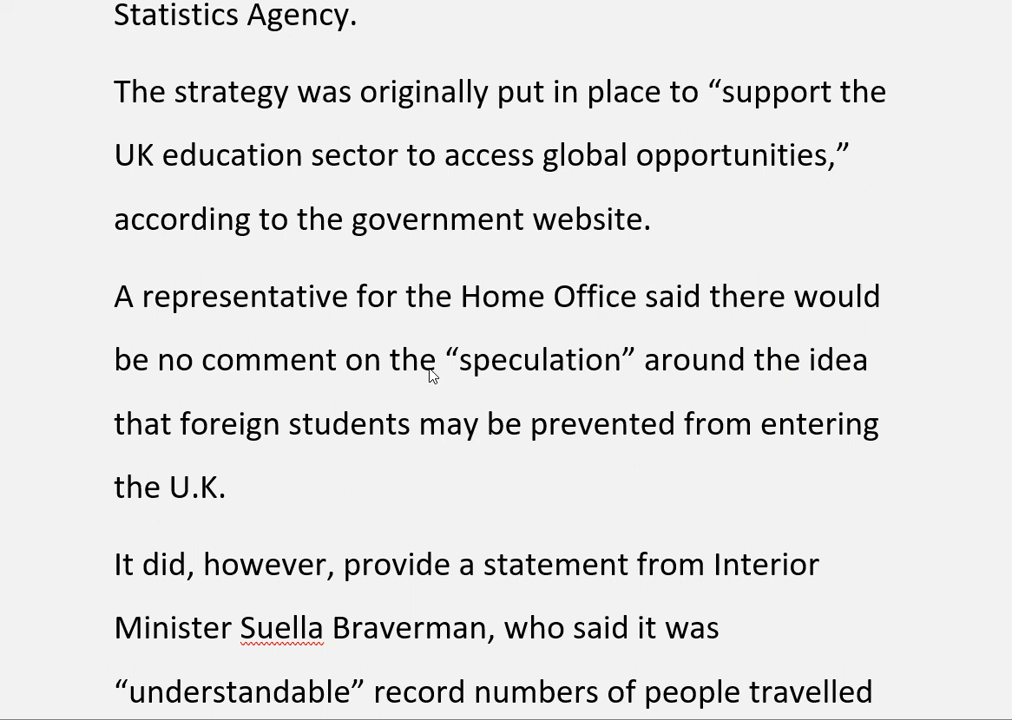 Statistics Agency.
The strategy was originally put in place to “support the
UK education sector to access global opportunities,”
according to the government website.
A representative for the Home Office said there would
be no comment on the “speculation” around the idea
that foreign students may be prevented from entering
the U.K.
It did, however, provide a statement from Interior
Minister Suella Braverman, who said it was
“understandable” record numbers of people travelled